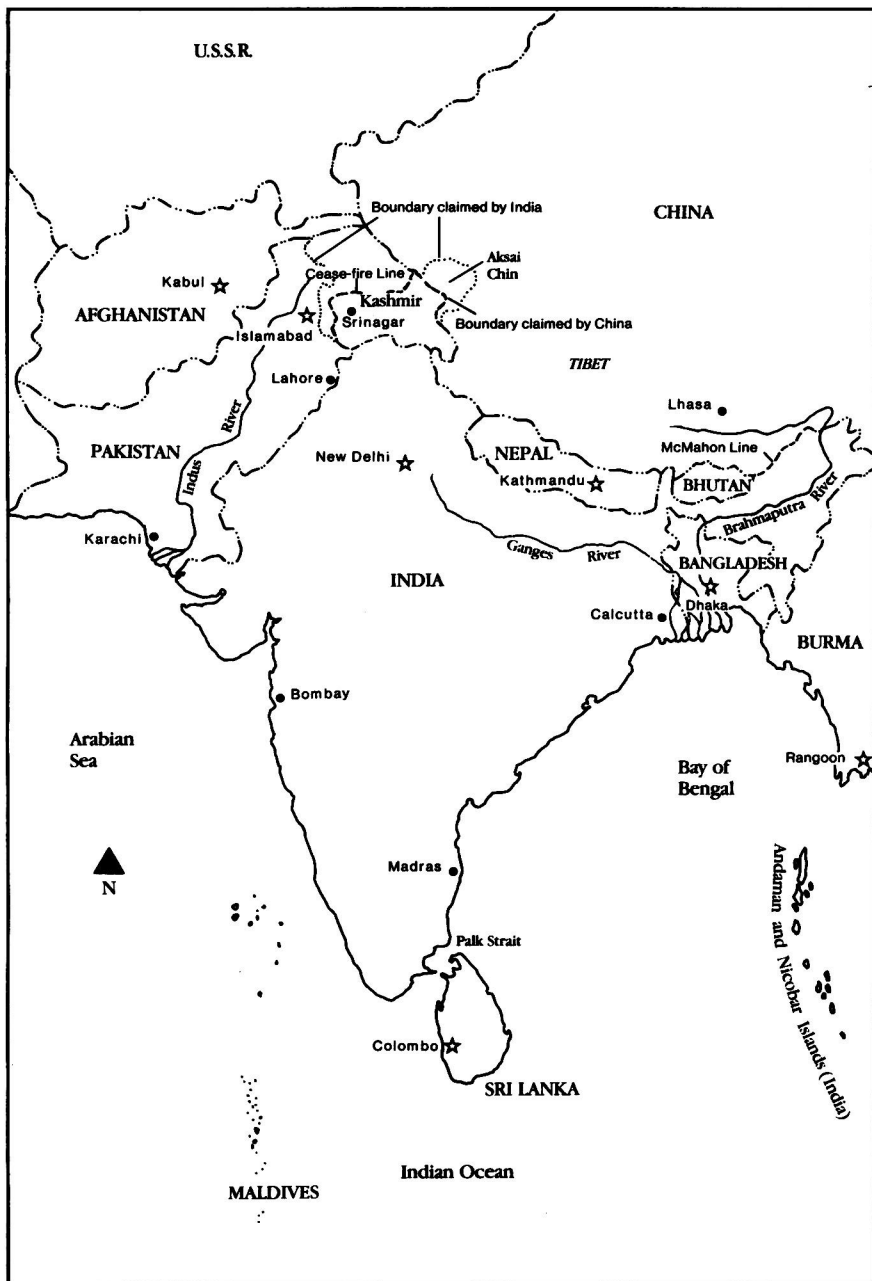 U.S.S.R.
CHINA
Boundary claimed by India
Aksai
Chin
Cease-fire Line
Kabul
Kashmir
AFGHANISTAN
Srinagar
Boundary claimed by China
Islamabad
TIBET
Lahore
Lhasa
River
Indus
PAKISTAN
New Delhi
NEPAL
McMahon Line
Kathmandu
BHUTAN
Brahmaputra River
Karachi
Ganges River
BANGLADESH
INDIA
Dhaka
Calcutta
BURMA
Bombay
Arabian
Sea
Rangoon
Bay of
Bengal
Madras
N
Andaman and Nicobar Islands (India)
Palk Strait
Colombo
SRI LANKA
Indian Ocean
MALDIVES